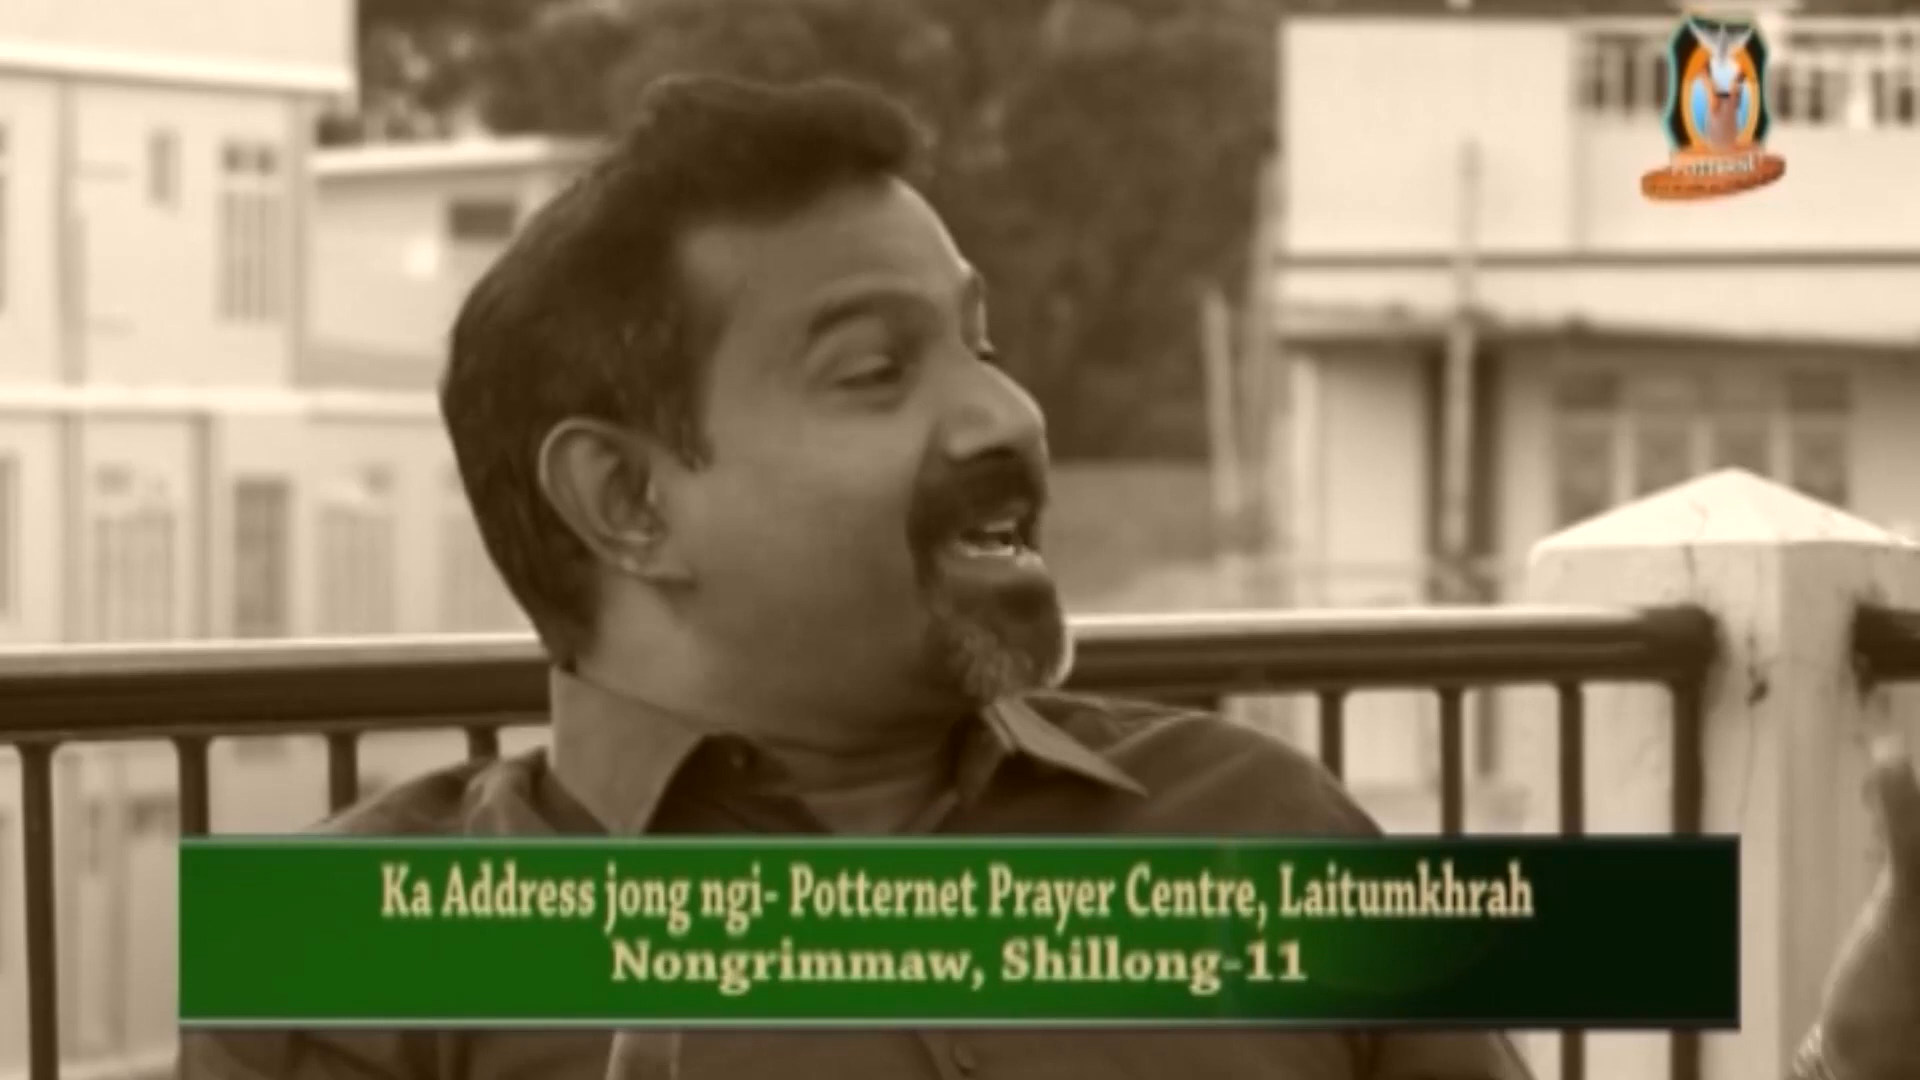 Ka Address jong ngi- Potternet Prayer Centre, Laitumkhrah
Nongrimmaw, Shillong-11